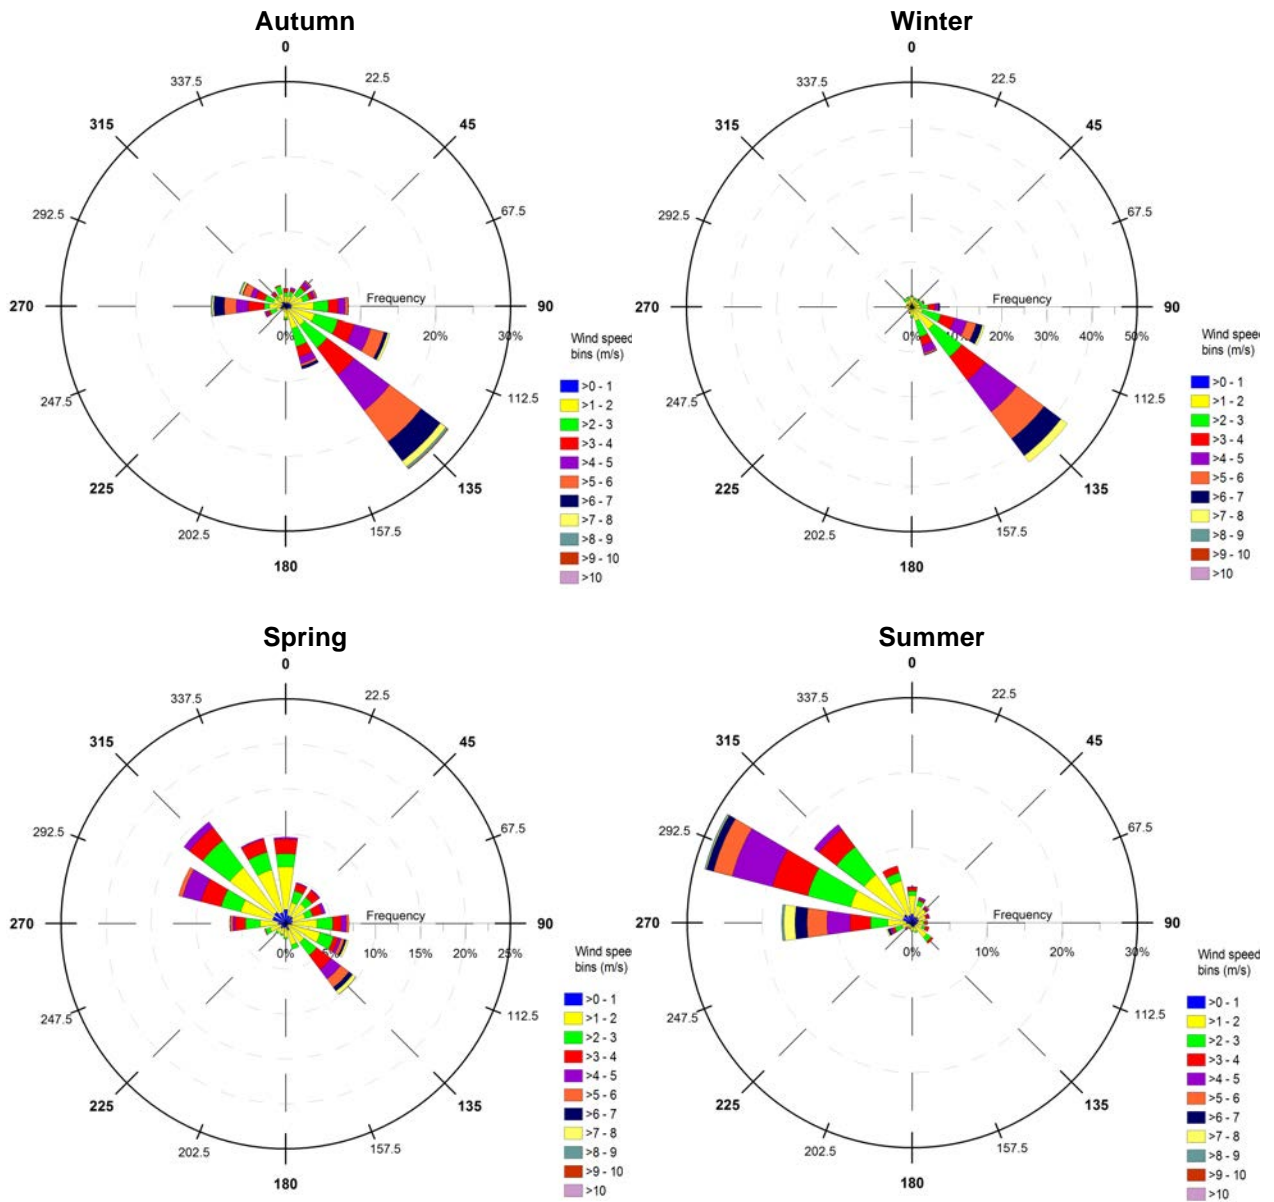 Autumn
0
337.5 22.5
315 45
292.5 67.5
270 Frequency 90
0% 20% 30%
247.5 112.5
225 135
202.5 157.5
180
Wind speed
bins (m/s)
>0 - 1
>1 - 2
>2 - 3
>3 - 4
>4 - 5
>5 - 6
>6 - 7
>7 - 8
>8 - 9
>9 - 10
>10
Winter
0
337.5 22.5
315 45
292.5 67.5
270 Frequency 90
0% 10% 20% 30% 40% 50%
247.5 112.5
225 135
202.5 157.5
180
Wind speed
bins (m/s)
>0 - 1
>1 - 2
>2 - 3
>3 - 4
>4 - 5
>5 - 6
>6 - 7
>7 - 8
>8 - 9
>9 - 10
>10
Spring
0
337.5 22.5
315 45
292.5 67.5
270 Frequency 90
0% 5% 10% 15% 20% 25%
247.5 112.5
225 135
202.5 157.5
180
Wind speed
bins (m/s)
>0 - 1
>1 - 2
>2 - 3
>3 - 4
>4 - 5
>5 - 6
>6 - 7
>7 - 8
>8 - 9
>9 - 10
>10
Summer
0
337.5 22.5
315 45
292.5 67.5
270 Frequency 90
0% 10% 20% 30%
247.5 112.5
225 135
202.5 157.5
180
Wind speed
bins (m/s)
>0 - 1
>1 - 2
>2 - 3
>3 - 4
>4 - 5
>5 - 6
>6 - 7
>7 - 8
>8 - 9
>9 - 10
>10